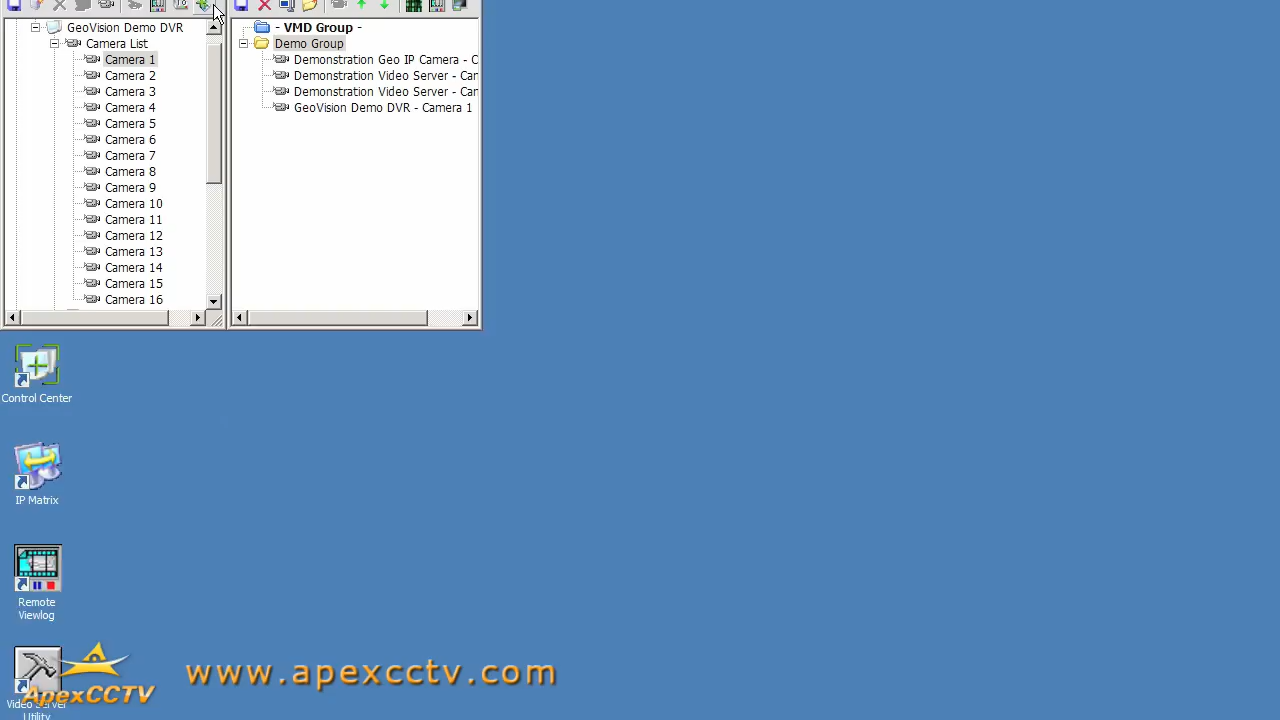 GeoVision Demo DVR
Camera List
Camera 1
Camera 2
Camera 3
Camera 4
Camera 5
Camera 6
Camera 7
Camera 8
Camera 9
Camera 10
Camera 11
Camera 12
Camera 13
Camera 14
Camera 15
Camera 16
- VMD Group -
Demo Group
Demonstration Geo IP Camera - C
Demonstration Video Server - Car
Demonstration Video Server - Car
GeoVision Demo DVR - Camera 1
Control Center
IP Matrix
Remote
Viewlog
Video Server
Utility
ApexCCTV
www.apexcctv.com